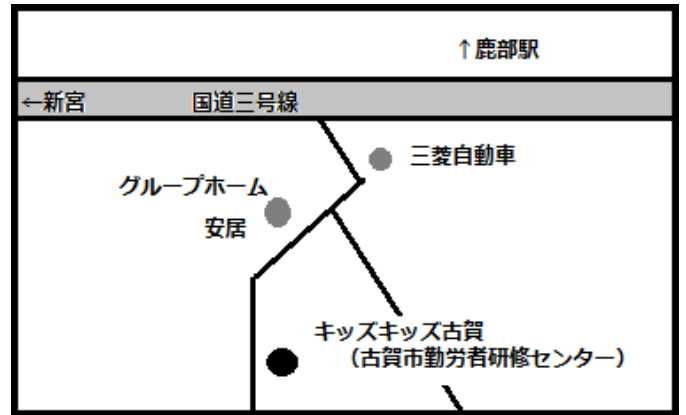 ↑鹿部駅
←新宮 国道三号線
三菱自動車
グループホーム
安居
キッズキッズ古賀
（古賀市勤労者研修センター）